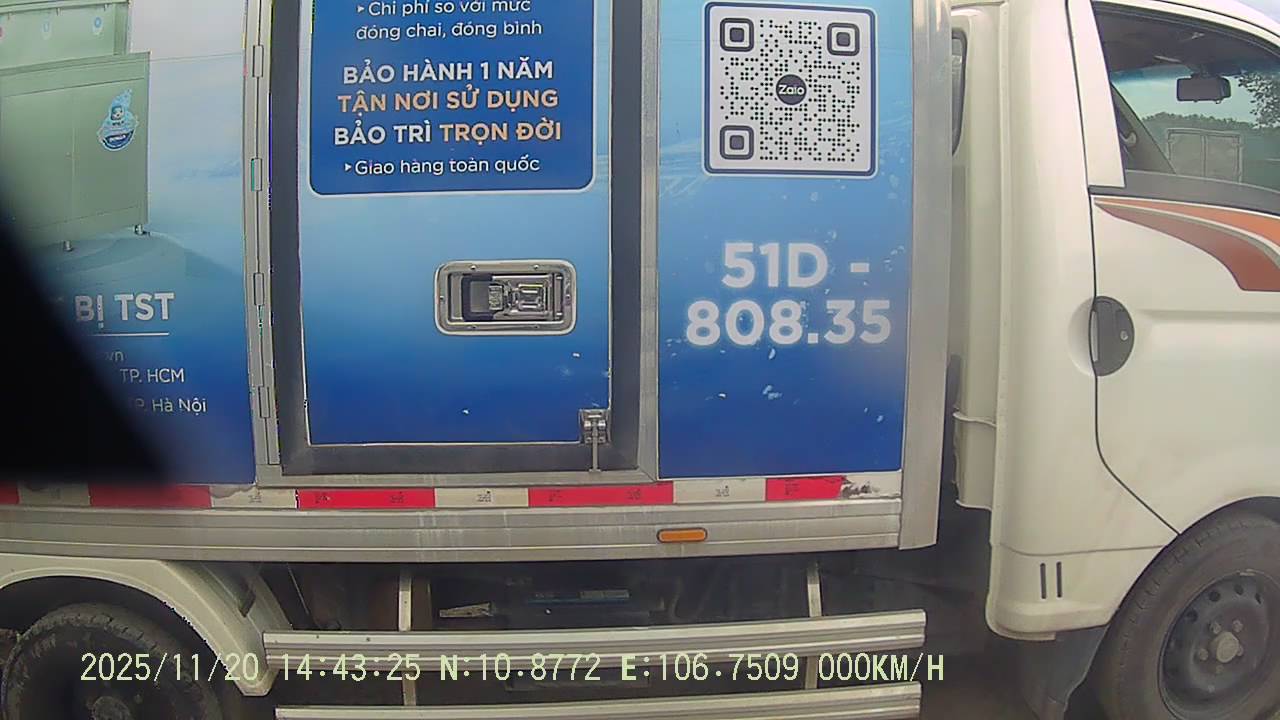 ▸Chi phí so với mức
đóng chai, đóng bình
BẢO HÀNH 1 NĂM
TẬN NƠI SỬ DỤNG
BẢO TRÌ TRỌN ĐỜI
▸Giao hàng toàn quốc
Zalo
51D -
808.35
BỊ TST
.vn
TP. HCM
TP. Hà Nội
2025/11/20 14:43:25 N:10.8772 E:106.7509 000KM/H